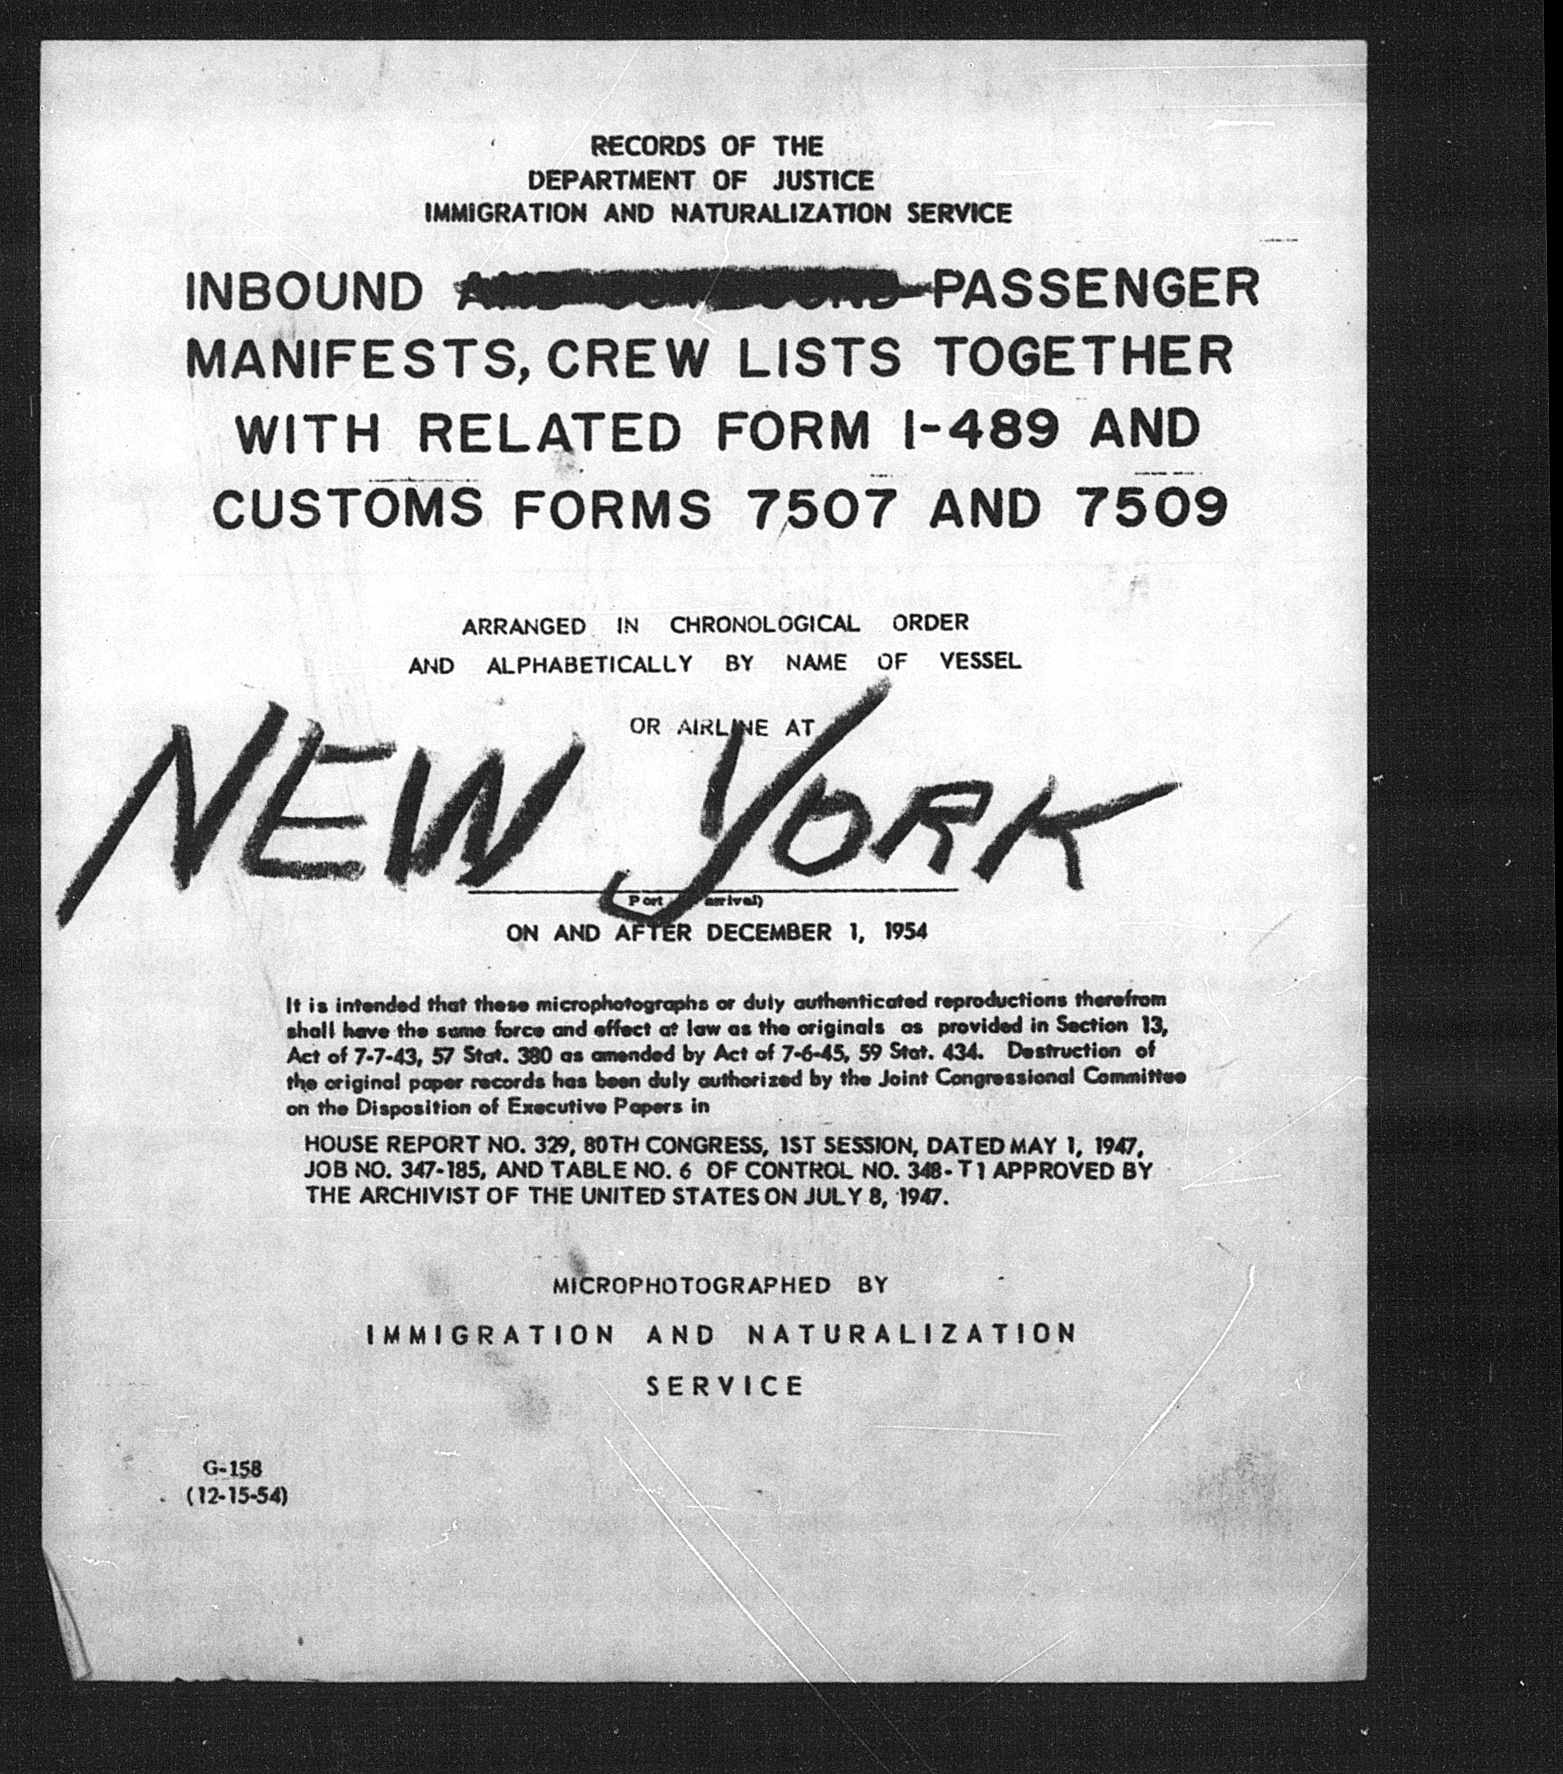 RECORDS OF THE
DEPARTMENT OF JUSTICE
IMMIGRATION AND NATURALIZATION SERVICE
INBOUND AND OUTBOUND PASSENGER
MANIFESTS, CREW LISTS TOGETHER
WITH RELATED FORM I-489 AND
CUSTOMS FORMS 7507 AND 7509
ARRANGED IN CHRONOLOGICAL ORDER
AND ALPHABETICALLY BY NAME OF VESSEL
OR AIRLINE AT
NEW YORK
Port arrival)
ON AND AFTER DECEMBER 1, 1954
It is intended that these microphotographs or duly authenticated reproductions therefrom
shall have the same force and effect at law as the originals as provided in Section 13,
Act of 7-7-43, 57 Stat. 380 as amended by Act of 7-6-45, 59 Stat. 434. Destruction of
the original paper records has been duly authorized by the Joint Congressional Committee
on the Disposition of Executive Papers in
HOUSE REPORT NO. 329, 80TH CONGRESS, 1ST SESSION, DATED MAY 1, 1947,
JOB NO. 347-185, AND TABLE NO. 6 OF CONTROL NO. 348-T1 APPROVED BY
THE ARCHIVIST OF THE UNITED STATES ON JULY 8, 1947.
MICROPHOTOGRAPHED BY
IMMIGRATION AND NATURALIZATION
SERVICE
G-158
(12-15-54)